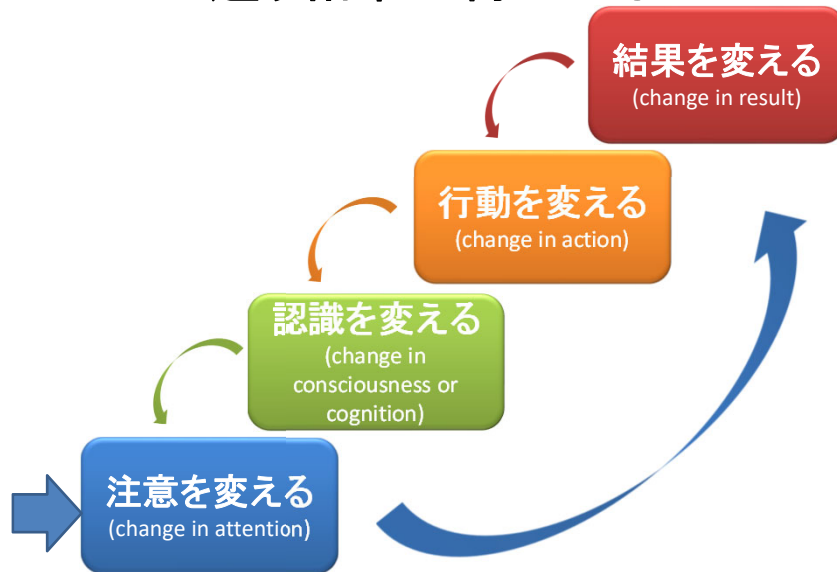 結果を変える
(change in result)
行動を変える
(change in action)
認識を変える
(change in
consciousness or
cognition)
注意を変える
(change in attention)